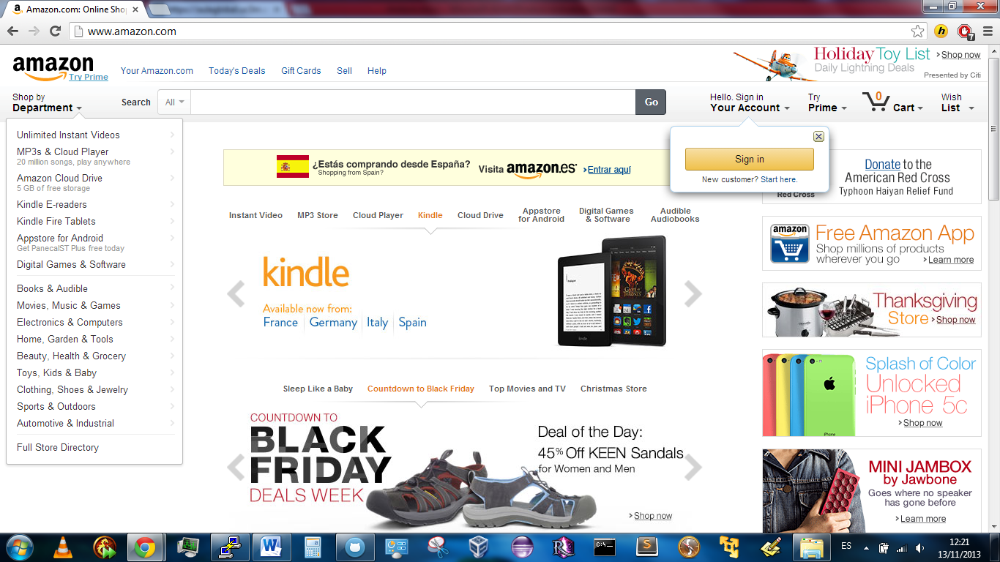 Amazon.com: Online Shop
www.amazon.com
7
amazon
Try Prime
Your Amazon.com
Today's Deals
Gift Cards
Sell
Help
Holiday Toy List
Daily Lightning Deals
Shop now
Presented by Citi
Shop by
Department
Search
All
Go
Hello. Sign in
Your Account
Try
Prime
0
Cart
Wish
List
Unlimited Instant Videos
MP3s & Cloud Player
20 million songs, play anywhere
Amazon Cloud Drive
5 GB of free storage
Kindle E-readers
Kindle Fire Tablets
Appstore for Android
Get PanecalST Plus free today
Digital Games & Software
Books & Audible
Movies, Music & Games
Electronics & Computers
Home, Garden & Tools
Beauty, Health & Grocery
Toys, Kids & Baby
Clothing, Shoes & Jewelry
Sports & Outdoors
Automotive & Industrial
Full Store Directory
Sign in
New customer? Start here.
¿Estás comprando desde España?
Shopping from Spain?
Visita amazon.es
Entrar aquí
Instant Video
MP3 Store
Cloud Player
Kindle
Cloud Drive
Appstore
for Android
Digital Games
& Software
Audible
Audiobooks
kindle
Available now from:
France
Germany
Italy
Spain
kindle
Sleep Like a Baby
Countdown to Black Friday
Top Movies and TV
Christmas Store
COUNTDOWN TO
BLACK
FRIDAY
DEALS WEEK
Deal of the Day:
45% Off KEEN Sandals
for Women and Men
Shop now
Donate to the
American Red Cross
Typhoon Haiyan Relief Fund
Red Cross
amazon
Free Amazon App
Shop millions of products
wherever you go
Learn more
Thanksgiving
Store
Shop now
Splash of Color
Unlocked
iPhone 5c
Shop now
iPhone
MINI JAMBOX
by Jawbone
Goes where no speaker
has gone before
Learn more
C:\
ES
12:21
13/11/2013